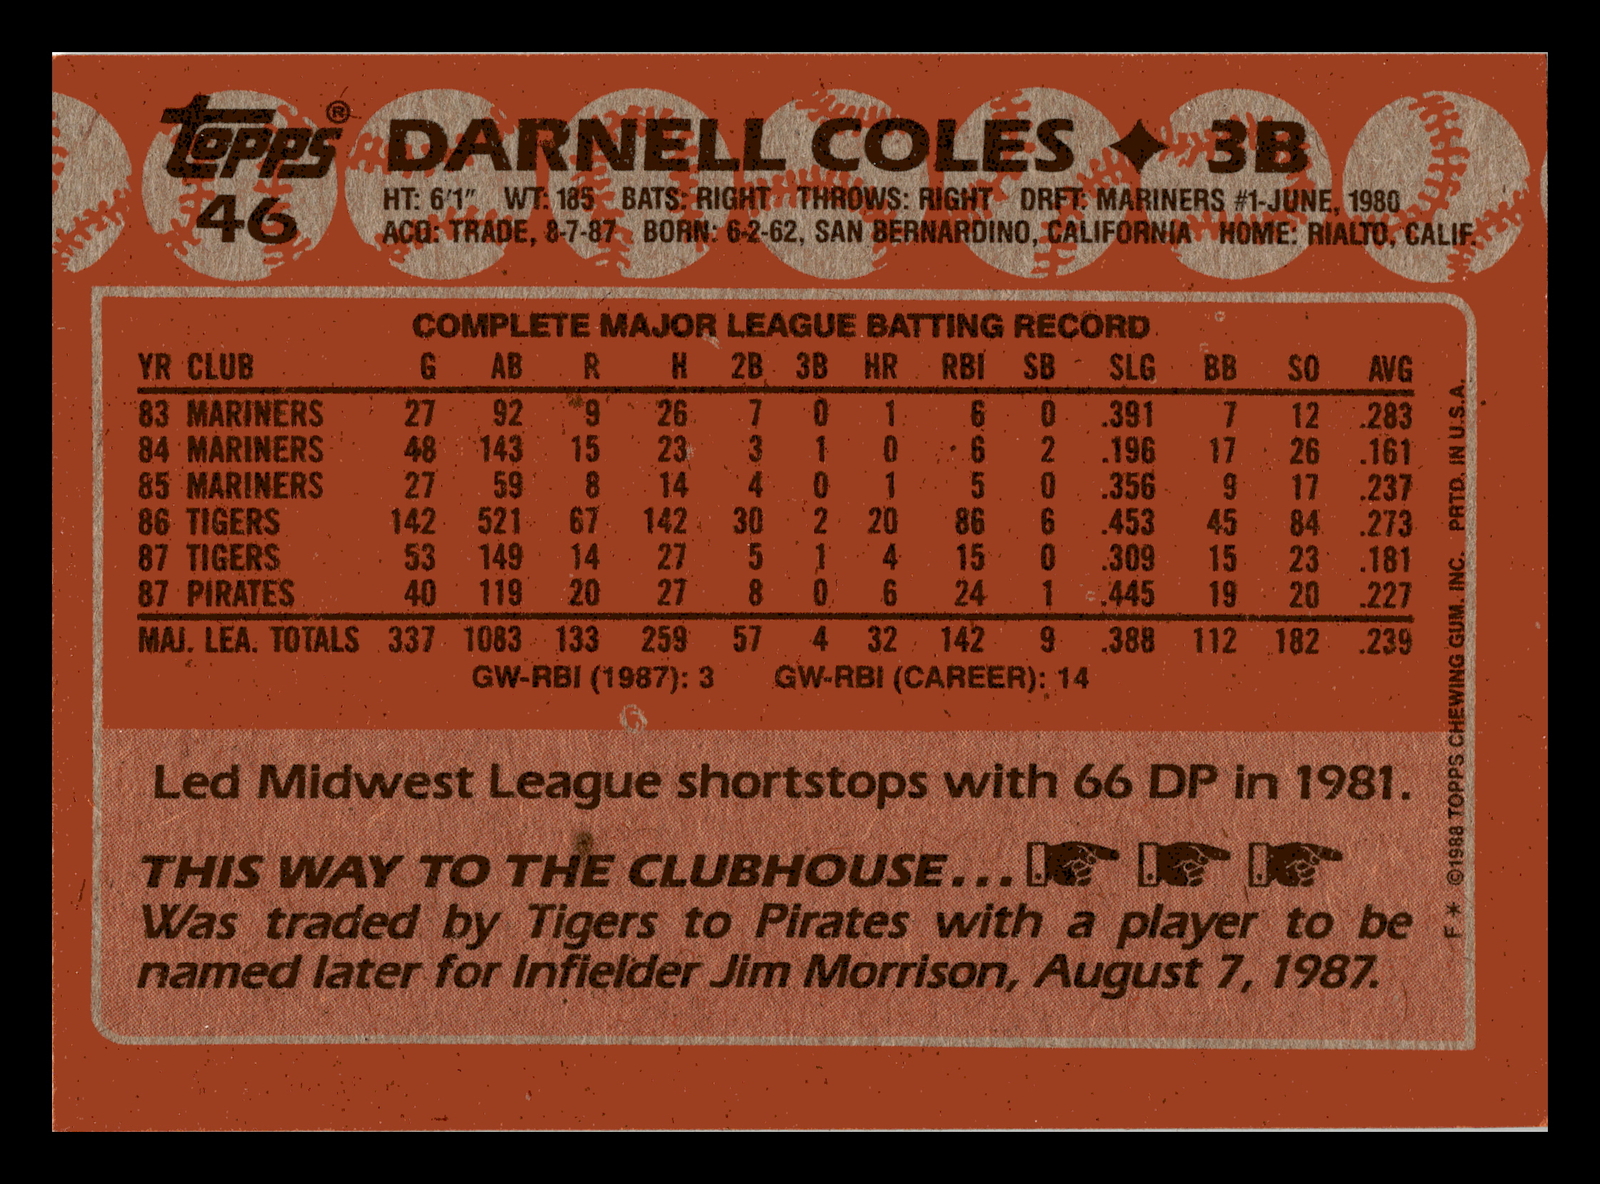 topps® DARNELL COLES ✦ 3B
46
HT: 6'1" WT: 185 BATS: RIGHT THROWS: RIGHT DRFT: MARINERS #1-JUNE, 1980
ACQ: TRADE, 8-7-87 BORN: 6-2-62, SAN BERNARDINO, CALIFORNIA HOME: RIALTO, CALIF.
COMPLETE MAJOR LEAGUE BATTING RECORD
YR CLUB G AB R H 2B 3B HR RBI SB SLG BB SO AVG
83 MARINERS 27 92 9 26 7 0 1 6 0 .391 7 12 .283
84 MARINERS 48 143 15 23 3 1 0 6 2 .196 17 26 .161
85 MARINERS 27 59 8 14 4 0 1 5 0 .356 9 17 .237
86 TIGERS 142 521 67 142 30 2 20 86 6 .453 45 84 .273
87 TIGERS 53 149 14 27 5 1 4 15 0 .309 15 23 .181
87 PIRATES 40 119 20 27 8 0 6 24 1 .445 19 20 .227
MAJ. LEA. TOTALS 337 1083 133 259 57 4 32 142 9 .388 112 182 .239
GW-RBI (1987): 3 GW-RBI (CAREER): 14
Led Midwest League shortstops with 66 DP in 1981.
THIS WAY TO THE CLUBHOUSE...
Was traded by Tigers to Pirates with a player to be
named later for Infielder Jim Morrison, August 7, 1987.
F* ©1988 TOPPS CHEWING GUM, INC. PRTD. IN U.S.A.